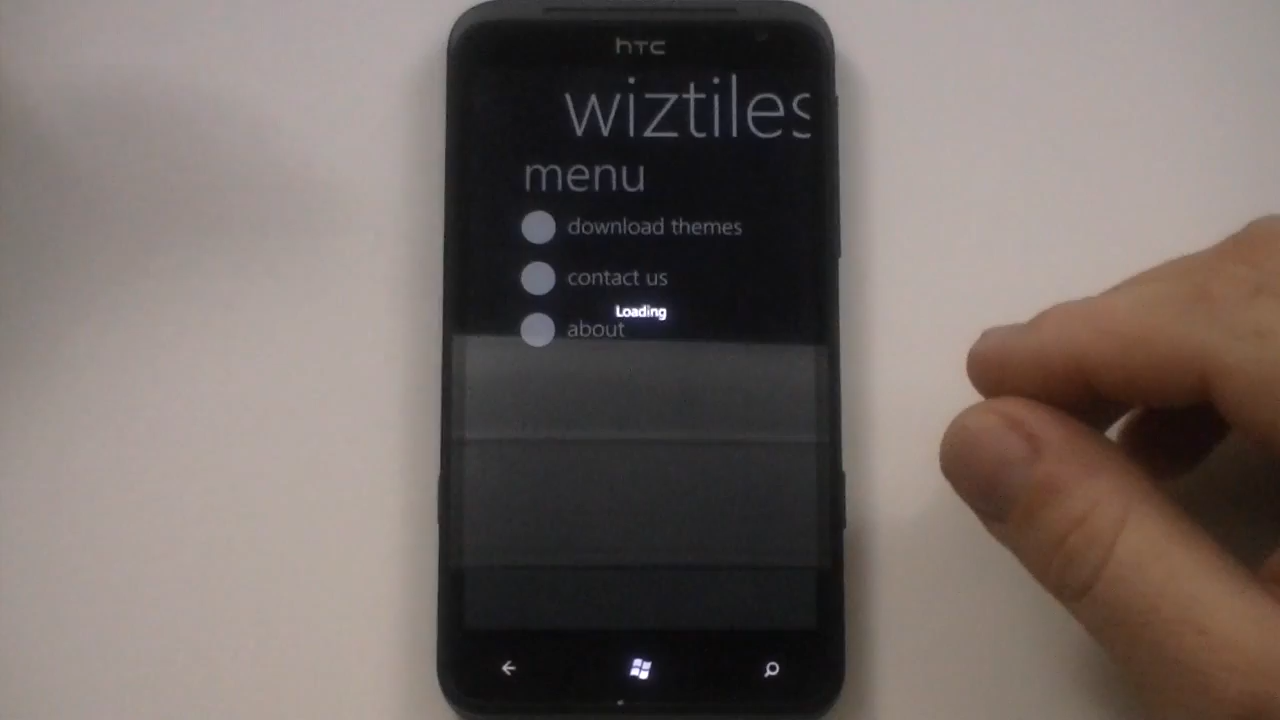 hTC
wiztiles
menu
download themes
contact us
Loading
about